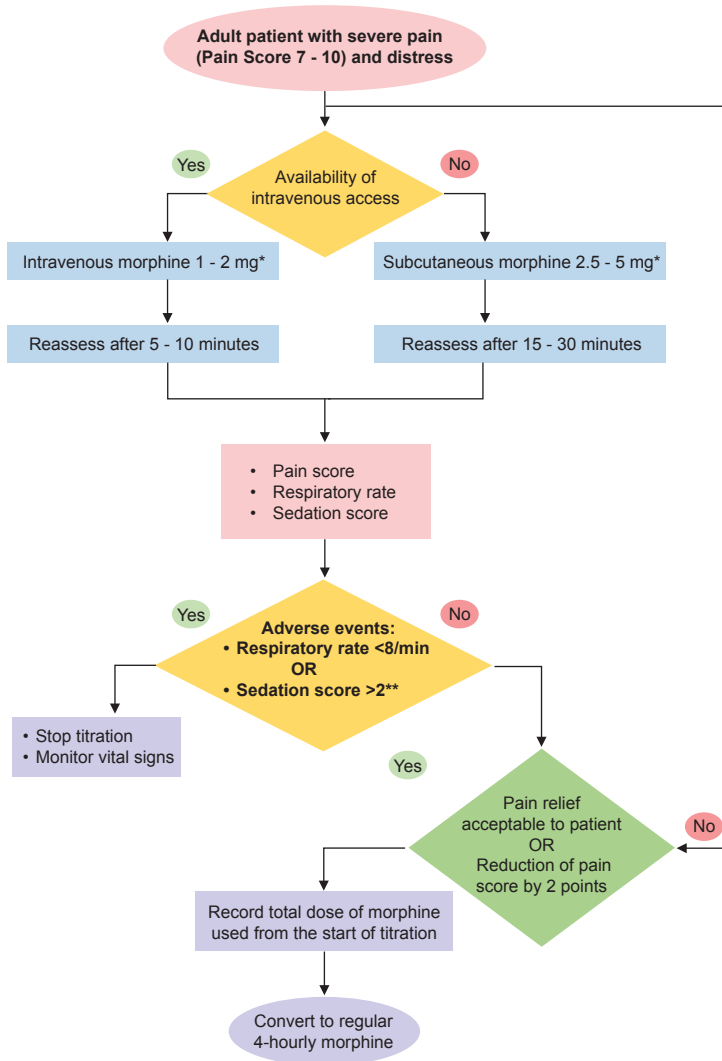 Adult patient with severe pain
(Pain Score 7 - 10) and distress
Yes
No
Availability of
intravenous access
Intravenous morphine 1 - 2 mg*
Subcutaneous morphine 2.5 - 5 mg*
Reassess after 5 - 10 minutes
Reassess after 15 - 30 minutes
• Pain score
• Respiratory rate
• Sedation score
Yes
No
Adverse events:
• Respiratory rate <8/min
OR
• Sedation score >2**
• Stop titration
• Monitor vital signs
Yes
No
Pain relief
acceptable to patient
OR
Reduction of pain
score by 2 points
Record total dose of morphine
used from the start of titration
Convert to regular
4-hourly morphine